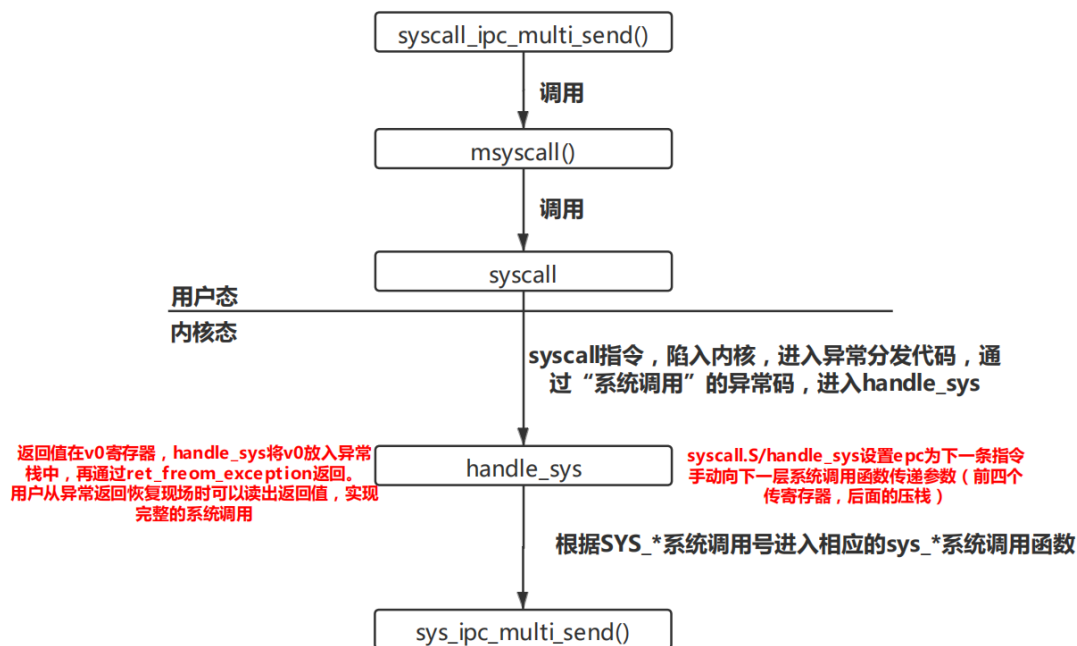 syscall_ipc_multi_send()
调用
msyscall()
调用
syscall
用户态
内核态
syscall指令，陷入内核，进入异常分发代码，通
过“系统调用”的异常码，进入handle_sys
返回值在v0寄存器，handle_sys将v0放入异常
栈中，再通过ret_freom_exception返回。
用户从异常返回恢复现场时可以读出返回值，实现
完整的系统调用
handle_sys
syscall.S/handle_sys设置epc为下一条指令
手动向下一层系统调用函数传递参数（前四个
传寄存器，后面的压栈）
根据SYS_*系统调用号进入相应的sys_*系统调用函数
sys_ipc_multi_send()